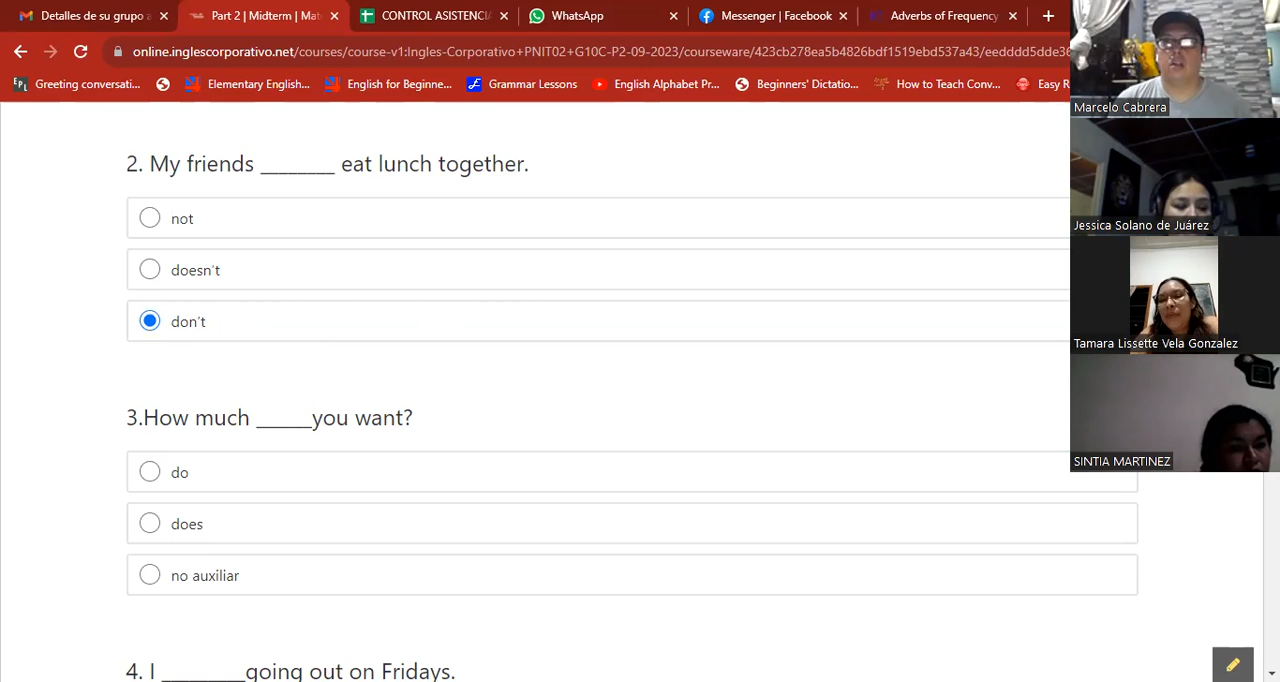 Detalles de su grupo a
Part 2 | Midterm | Mat
CONTROL ASISTENCI
WhatsApp
Messenger | Facebook
Adverbs of Frequency
online.inglescorporativo.net/courses/course-v1:Ingles-Corporativo+PNIT02+G10C-P2-09-2023/courseware/423cb278ea5b4826bdf1519ebd537a43/eedddd5dde36
Greeting conversati...
Elementary English...
English for Beginne...
Grammar Lessons
English Alphabet Pr...
Beginners' Dictatio...
How to Teach Conv...
Easy R
Marcelo Cabrera
Jessica Solano de Juárez
Tamara Lissette Vela Gonzalez
SINTIA MARTINEZ
2. My friends ________ eat lunch together.
not
doesn't
don't
3.How much ______you want?
do
does
no auxiliar
4. I _________going out on Fridays.